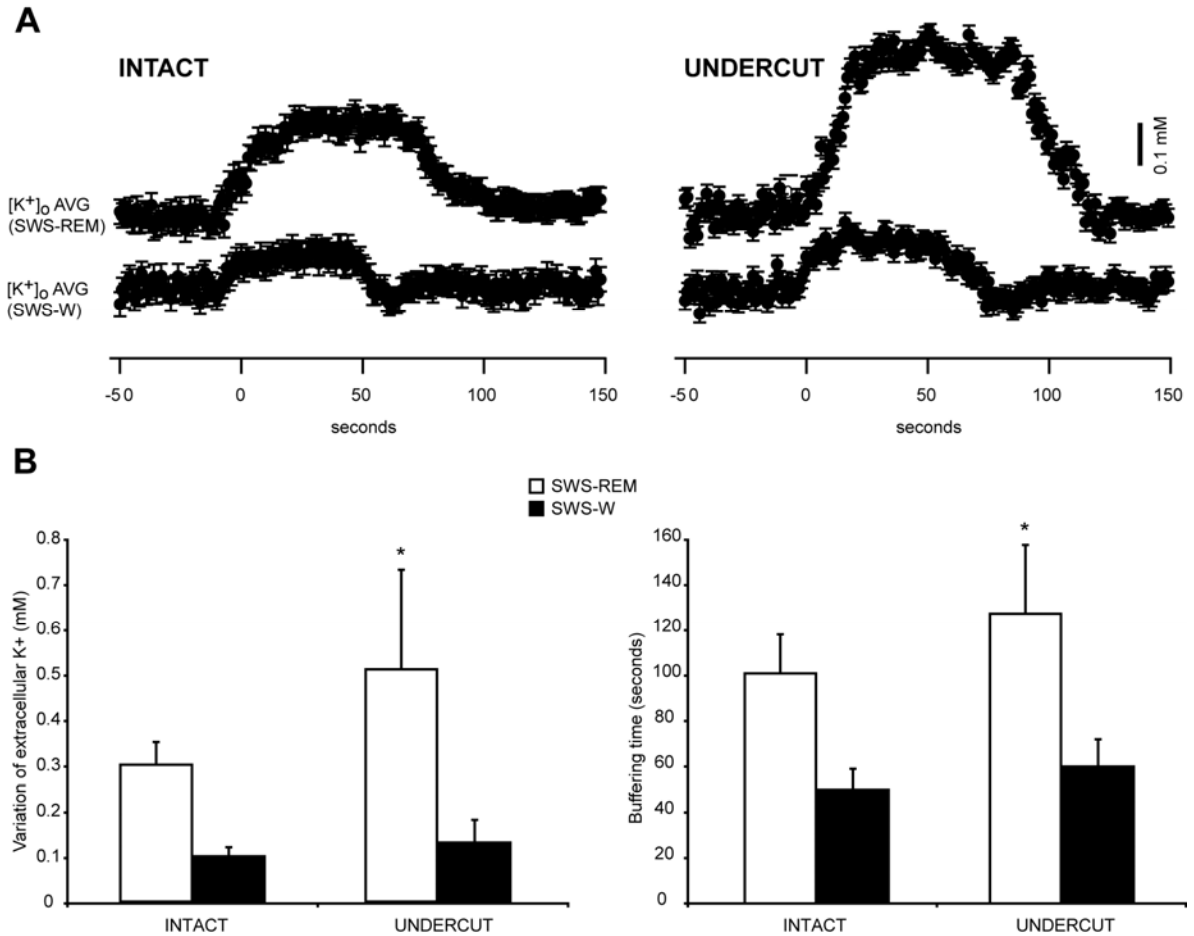 A
INTACT
UNDERCUT
0.1 mM
[K+]o AVG
(SWS-REM)
[K+]o AVG
(SWS-W)
-50 0 50 100 150
seconds
-50 0 50 100 150
seconds
B
SWS-REM
SWS-W
Variation of extracellular K+ (mM)
0.8
0.7
0.6
0.5
0.4
0.3
0.2
0.1
0
*
INTACT UNDERCUT
Buffering time (seconds)
160
140
120
100
80
60
40
20
0
*
INTACT UNDERCUT